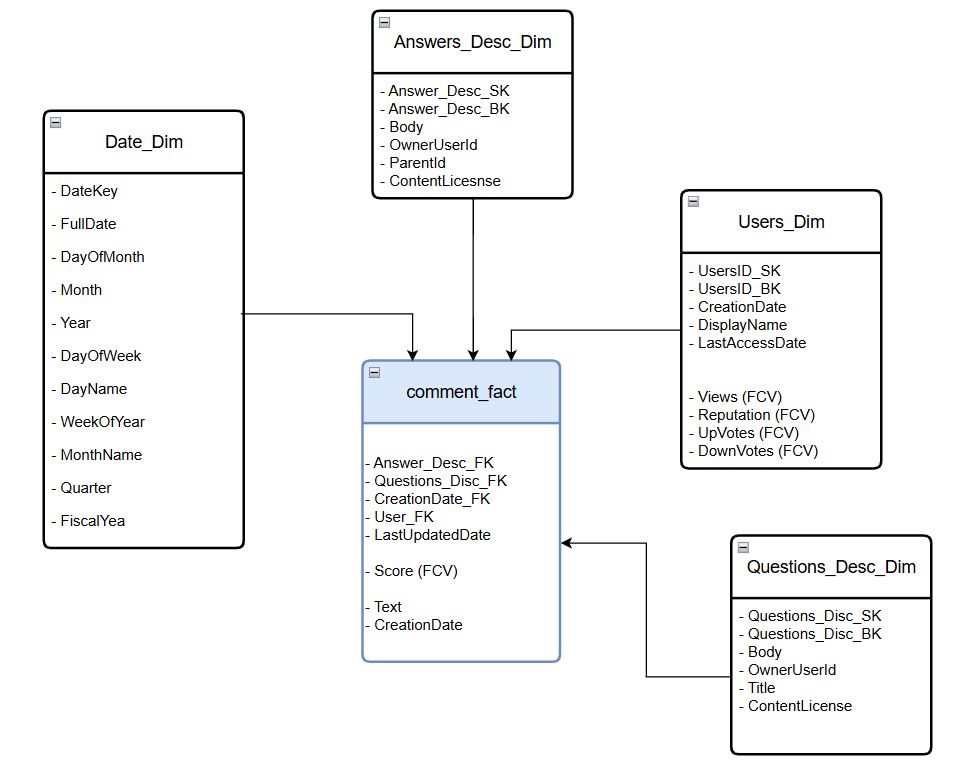 Answers_Desc_Dim
- Answer_Desc_SK
- Answer_Desc_BK
- Body
- OwnerUserId
- ParentId
- ContentLicesnse
Date_Dim
- DateKey
- FullDate
- DayOfMonth
- Month
- Year
- DayOfWeek
- DayName
- WeekOfYear
- MonthName
- Quarter
- FiscalYea
Users_Dim
- UsersID_SK
- UsersID_BK
- CreationDate
- DisplayName
- LastAccessDate
- Views (FCV)
- Reputation (FCV)
- UpVotes (FCV)
- DownVotes (FCV)
comment_fact
- Answer_Desc_FK
- Questions_Disc_FK
- CreationDate_FK
- User_FK
- LastUpdatedDate
- Score (FCV)
- Text
- CreationDate
Questions_Desc_Dim
- Questions_Disc_SK
- Questions_Disc_BK
- Body
- OwnerUserId
- Title
- ContentLicense